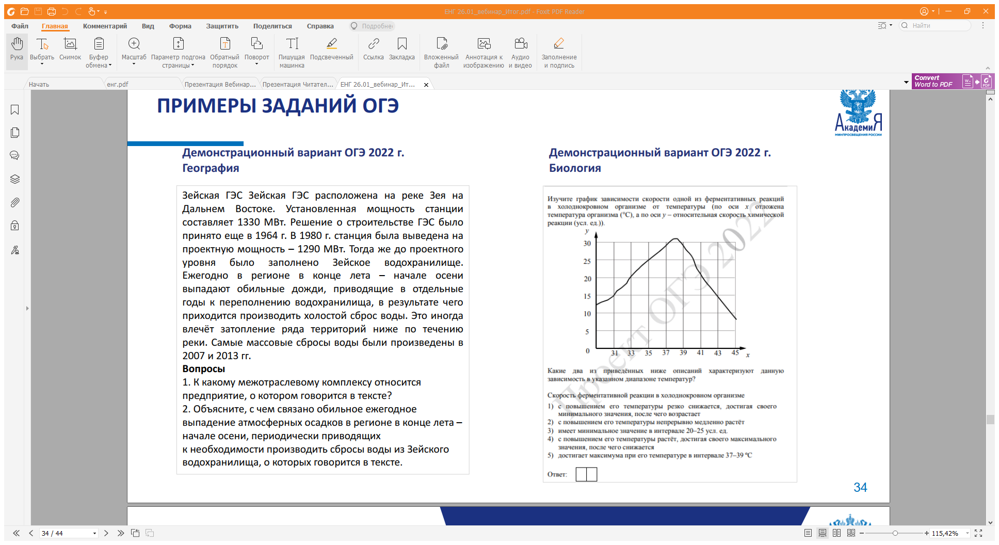 ЕНГ 26.01_вебинар_Итог.pdf - Foxit PDF Reader
Файл Главная Комментарий Вид Форма Защитить Поделиться Справка Подробне Найти
Рука Выбрать Снимок Буфер обмена Масштаб Параметр подгона страницы Обратный порядок Поворот Пишущая машинка Подсвеченный Ссылка Закладка Вложенный файл Аннотация к изображению Аудио и видео Заполнение и подпись
Начать енг.pdf Презентация Вебинар... Презентация Читател... ЕНГ 26.01_вебинар_Ит...
Convert
Word to PDF
ПРИМЕРЫ ЗАДАНИЙ ОГЭ
АкадемиЯ
МИНПРОСВЕЩЕНИЯ РОССИИ
Демонстрационный вариант ОГЭ 2022 г.
География
Зейская ГЭС Зейская ГЭС расположена на реке Зея на
Дальнем Востоке. Установленная мощность станции
составляет 1330 МВт. Решение о строительстве ГЭС было
принято еще в 1964 г. В 1980 г. станция была выведена на
проектную мощность – 1290 МВт. Тогда же до проектного
уровня было заполнено Зейское водохранилище.
Ежегодно в регионе в конце лета – начале осени
выпадают обильные дожди, приводящие в отдельные
годы к переполнению водохранилища, в результате чего
приходится производить холостой сброс воды. Это иногда
влечёт затопление ряда территорий ниже по течению
реки. Самые массовые сбросы воды были произведены в
2007 и 2013 гг.
Вопросы
1. К какому межотраслевому комплексу относится
предприятие, о котором говорится в тексте?
2. Объясните, с чем связано обильное ежегодное
выпадение атмосферных осадков в регионе в конце лета –
начале осени, периодически приводящих
к необходимости производить сбросы воды из Зейского
водохранилища, о которых говорится в тексте.
Демонстрационный вариант ОГЭ 2022 г.
Биология
Изучите график зависимости скорости одной из ферментативных реакций
в холоднокровном организме от температуры (по оси x отложена
температура организма (°С), а по оси y – относительная скорость химической
реакции (усл. ед.)).
y
30
25
20
15
10
5
0
31 33 35 37 39 41 43 45 x
Проект ОГЭ 2022
Какие два из приведённых ниже описаний характеризуют данную
зависимость в указанном диапазоне температур?
Скорость ферментативной реакции в холоднокровном организме
1) с повышением его температуры резко снижается, достигая своего
минимального значения, после чего возрастает
2) с повышением его температуры непрерывно медленно растёт
3) имеет минимальное значение в интервале 20–25 усл. ед.
4) с повышением его температуры растёт, достигая своего максимального
значения, после чего снижается
5) достигает максимума при его температуре в интервале 37–39 ºС
Ответ:
34
34 / 44
115,42%